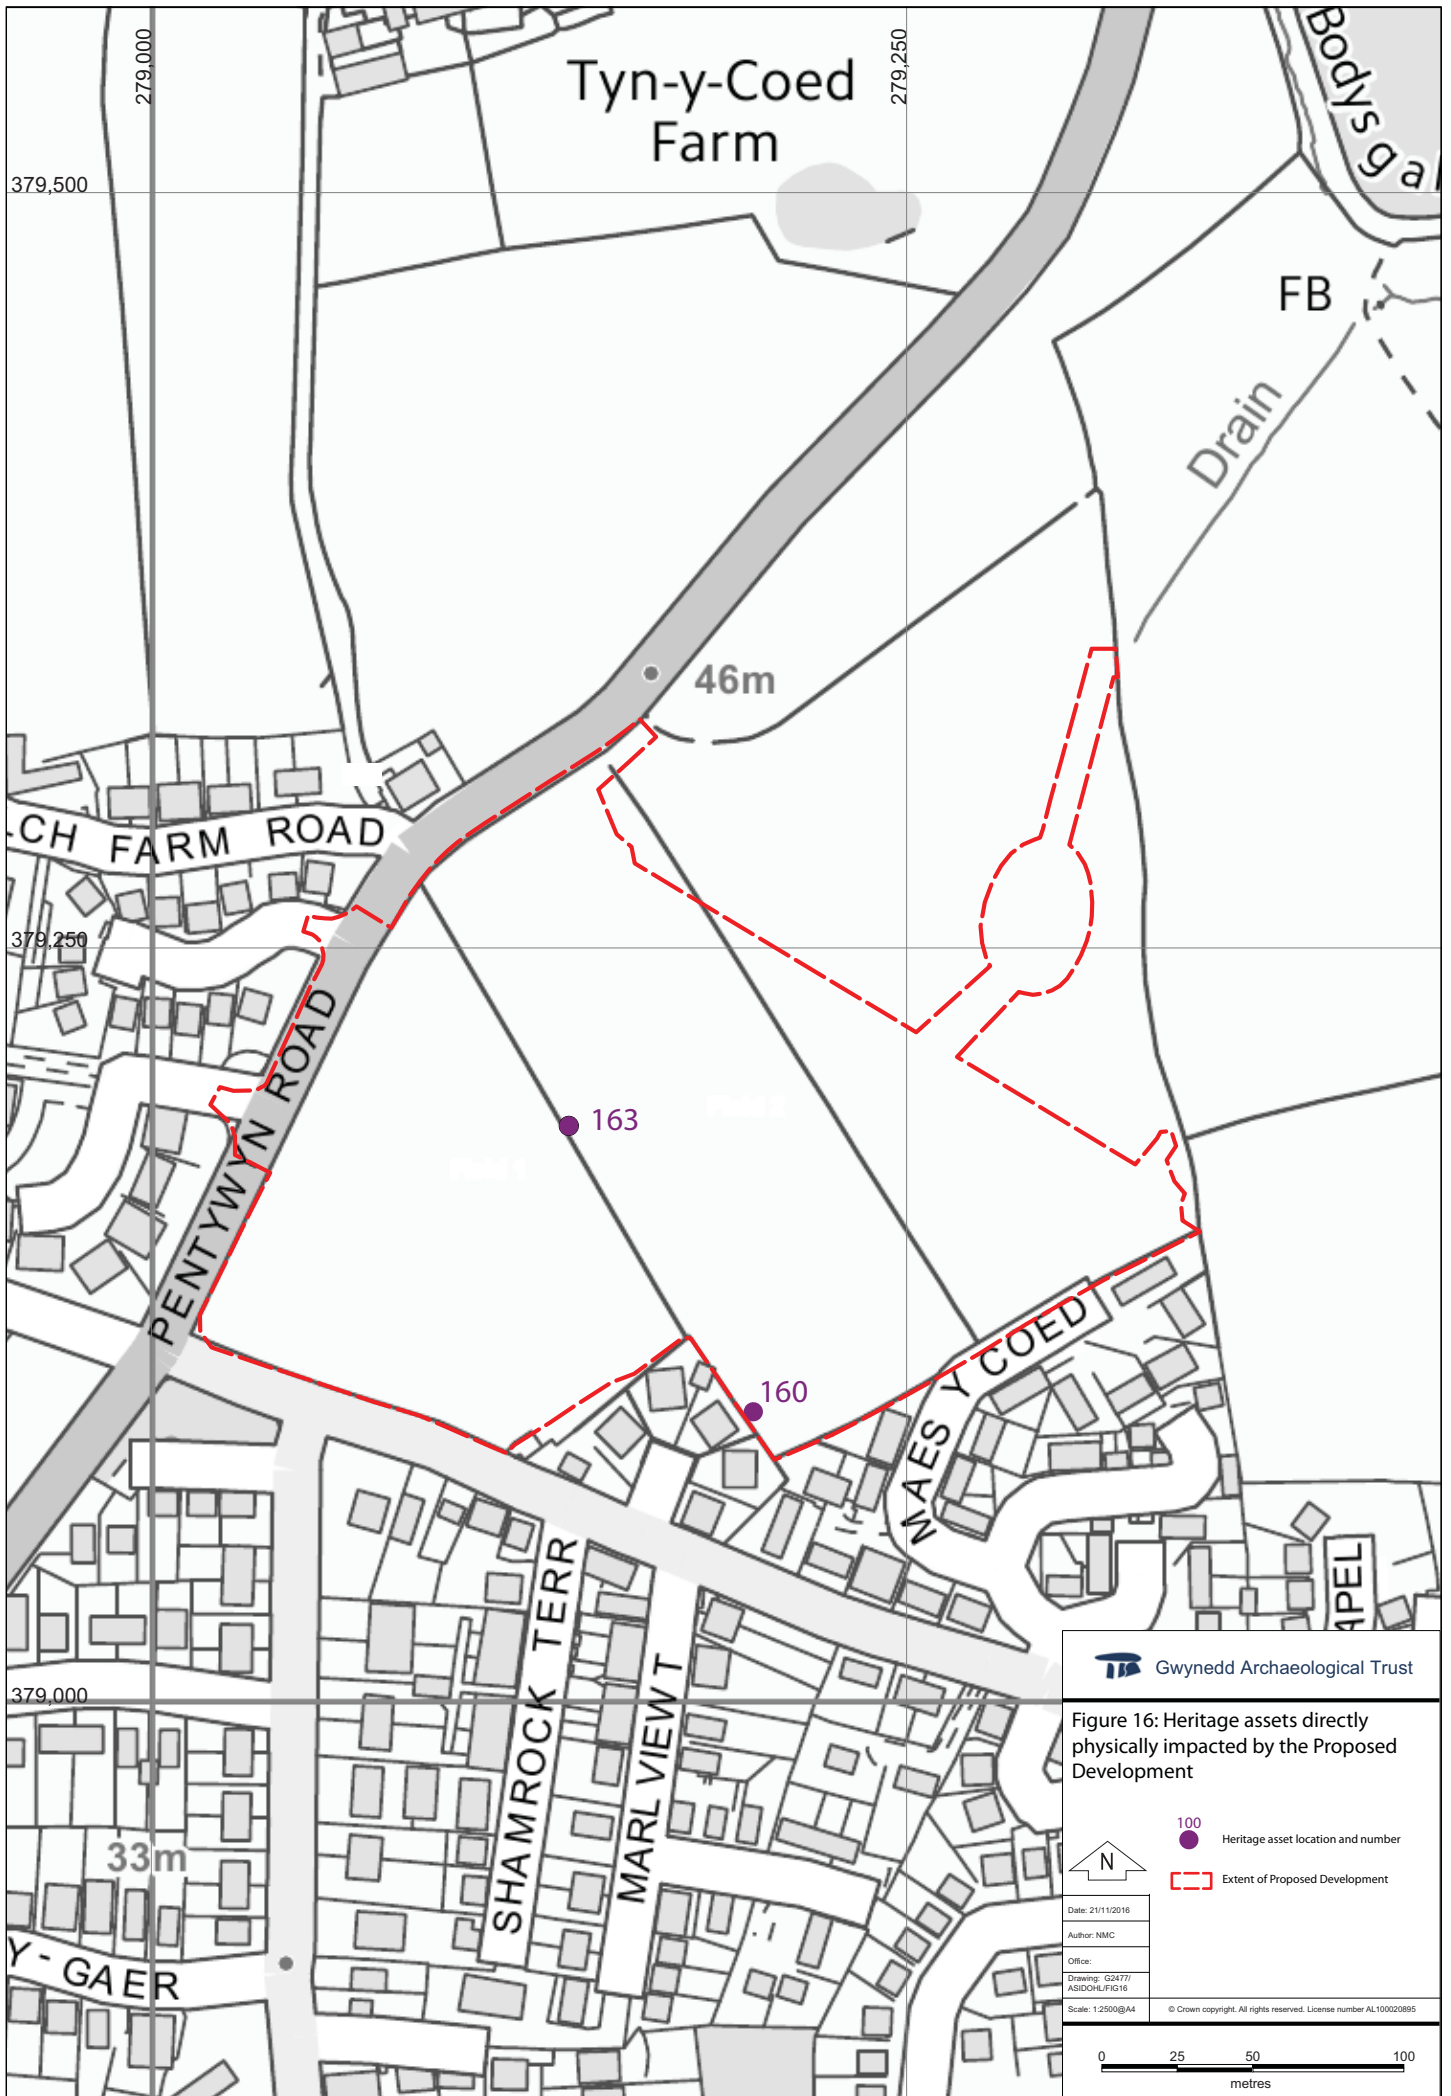 279,000
279,250
Tyn-y-Coed
Farm
Bodysgal
379,500
FB
Drain
46m
LCH FARM ROAD
379,250
PENTYWYN ROAD
163
160
MAES Y COED
SHAMROCK TERR
MARL VIEW T
APEL
379,000
33m
Y-GAER
Gwynedd Archaeological Trust
Figure 16: Heritage assets directly
physically impacted by the Proposed
Development
100
Heritage asset location and number
N
Extent of Proposed Development
Date: 21/11/2016
Author: NMC
Office:
Drawing: G2477/
ASIDOHL/FIG16
Scale: 1:2500@A4
© Crown copyright. All rights reserved. License number AL100020895
0 25 50 100
metres